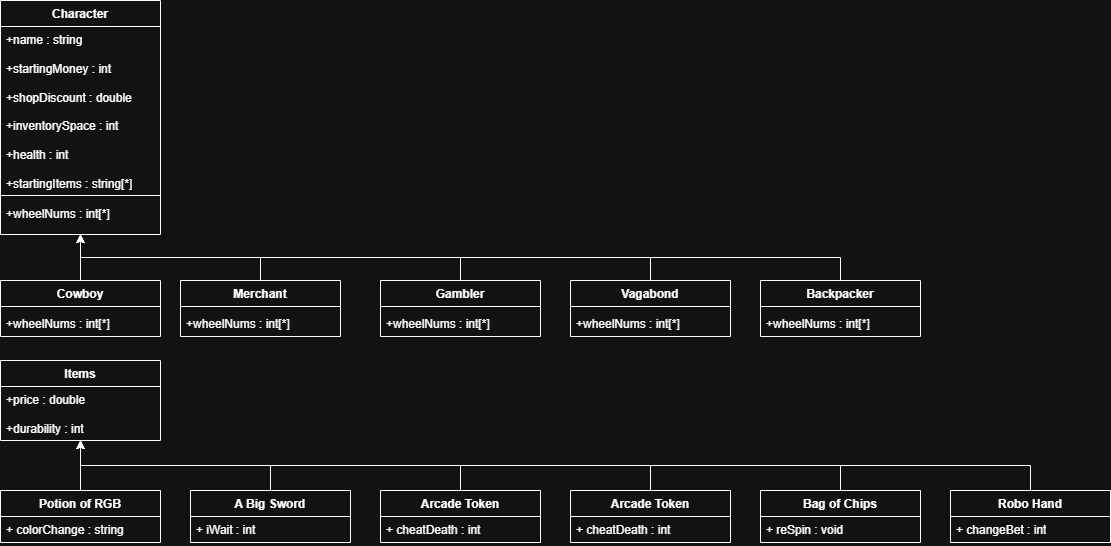 Character
+name : string
+startingMoney : int
+shopDiscount : double
+inventorySpace : int
+health : int
+startingItems : string[*]
+wheelNums : int[*]
Cowboy
+wheelNums : int[*]
Merchant
+wheelNums : int[*]
Gambler
+wheelNums : int[*]
Vagabond
+wheelNums : int[*]
Backpacker
+wheelNums : int[*]
Items
+price : double
+durability : int
Potion of RGB
+ colorChange : string
A Big Sword
+ iWait : int
Arcade Token
+ cheatDeath : int
Arcade Token
+ cheatDeath : int
Bag of Chips
+ reSpin : void
Robo Hand
+ changeBet : int